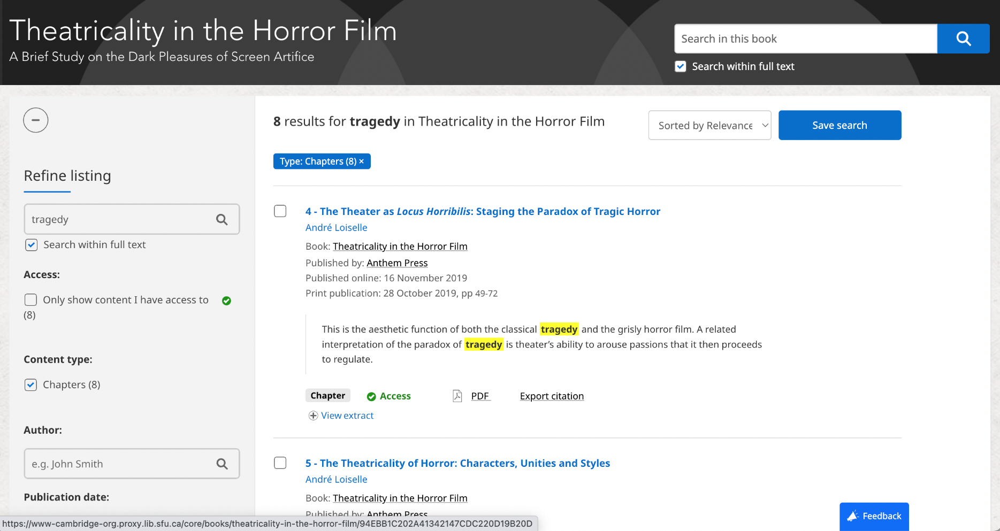 Theatricality in the Horror Film
A Brief Study on the Dark Pleasures of Screen Artifice
Search in this book
Search within full text
Refine listing
tragedy
Search within full text
Access:
Only show content I have access to
(8)
Content type:
Chapters (8)
Author:
e.g. John Smith
Publication date:
8 results for tragedy in Theatricality in the Horror Film
Sorted by Relevance
Save search
Type: Chapters (8) ×
4 - The Theater as Locus Horribilis: Staging the Paradox of Tragic Horror
André Loiselle
Book: Theatricality in the Horror Film
Published by: Anthem Press
Published online: 16 November 2019
Print publication: 28 October 2019, pp 49-72
This is the aesthetic function of both the classical tragedy and the grisly horror film. A related
interpretation of the paradox of tragedy is theater’s ability to arouse passions that it then proceeds
to regulate.
Chapter
Access
PDF
Export citation
View extract
5 - The Theatricality of Horror: Characters, Unities and Styles
André Loiselle
Book: Theatricality in the Horror Film
Published by: Anthem Press
Feedback
https://www-cambridge-org.proxy.lib.sfu.ca/core/books/theatricality-in-the-horror-film/94EBB1C202A41342147CDC220D19B20D